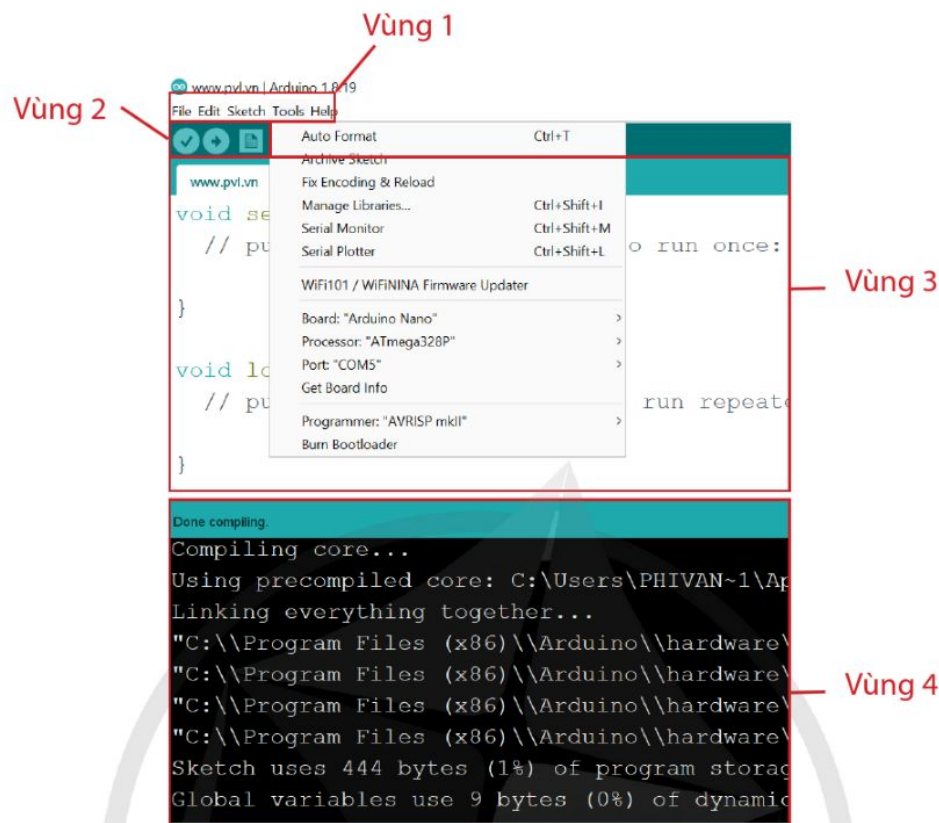 Vùng 1
www.pvl.vn | Arduino 1.8.19
Vùng 2
File Edit Sketch Tools Help
Auto Format Ctrl+T
Archive Sketch
www.pvl.vn
Fix Encoding & Reload
void se
Manage Libraries... Ctrl+Shift+I
Serial Monitor Ctrl+Shift+M
// pu
Serial Plotter Ctrl+Shift+L
o run once:
Vùng 3
WiFi101 / WiFiNINA Firmware Updater
}
Board: "Arduino Nano"
Processor: "ATmega328P"
void lo
Port: "COM5"
Get Board Info
// pu
run repeate
Programmer: "AVRISP mkII"
Burn Bootloader
}
Done compiling.
Compiling core...
Using precompiled core: C:\Users\PHIVAN~1\Ap
Linking everything together...
"C:\\Program Files (x86)\\Arduino\\hardware\
"C:\\Program Files (x86)\\Arduino\\hardware\
Vùng 4
"C:\\Program Files (x86)\\Arduino\\hardware\
"C:\\Program Files (x86)\\Arduino\\hardware\
Sketch uses 444 bytes (1%) of program storag
Global variables use 9 bytes (0%) of dynamic